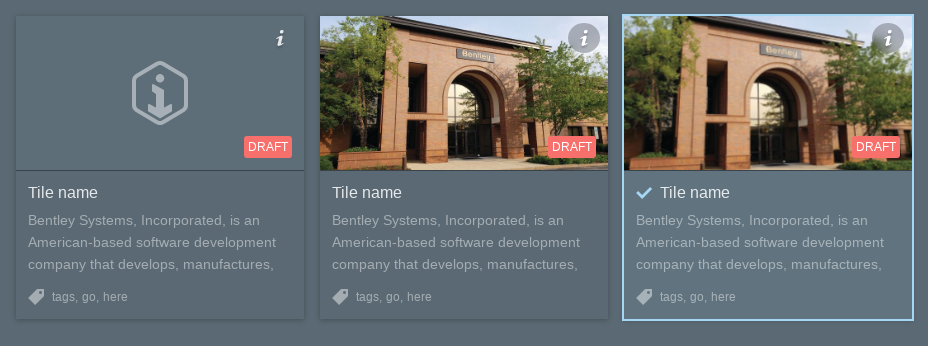 DRAFT
Tile name
Bentley Systems, Incorporated, is an
American-based software development
company that develops, manufactures,
tags, go, here
Bentley
DRAFT
Tile name
Bentley Systems, Incorporated, is an
American-based software development
company that develops, manufactures,
tags, go, here
Bentley
DRAFT
Tile name
Bentley Systems, Incorporated, is an
American-based software development
company that develops, manufactures,
tags, go, here